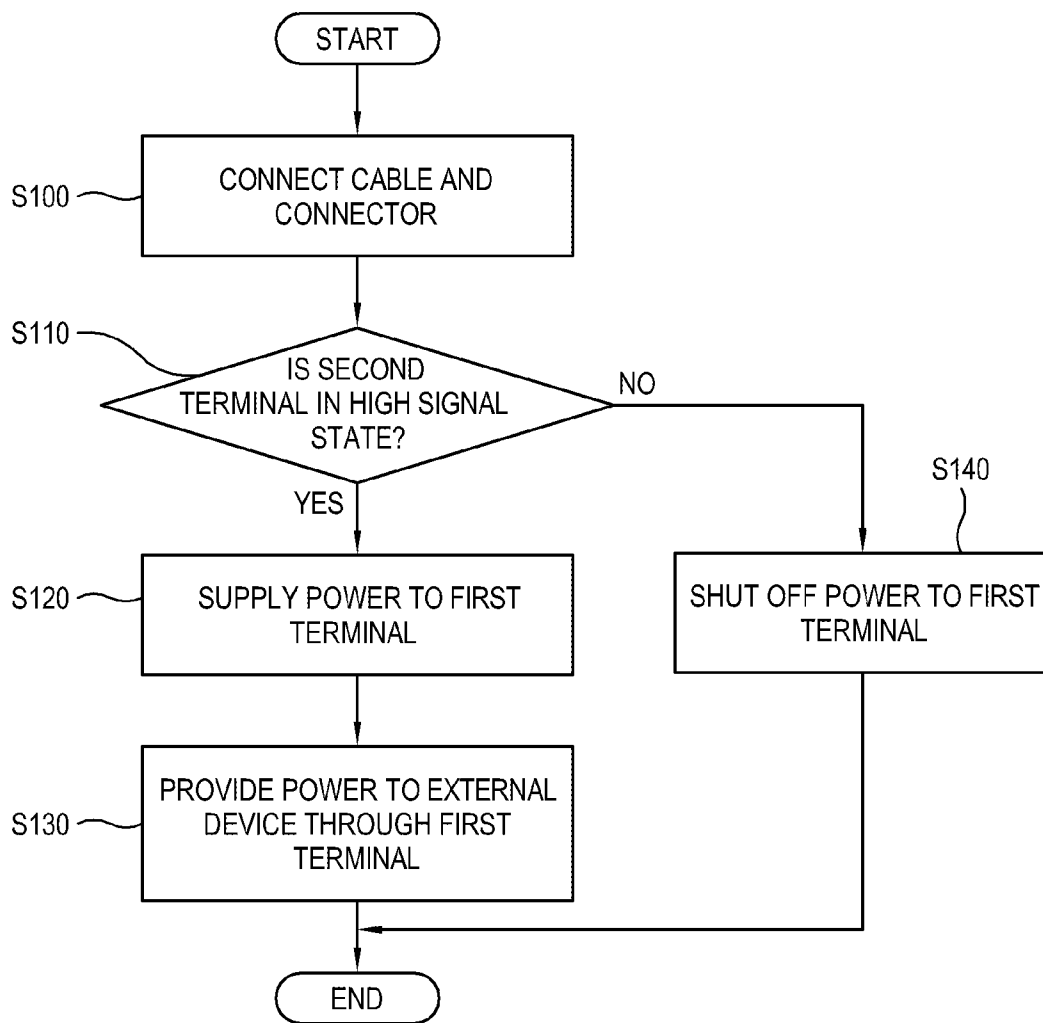 START
S100
CONNECT CABLE AND
CONNECTOR
S110
IS SECOND
TERMINAL IN HIGH SIGNAL
STATE?
NO
YES
S140
S120
SUPPLY POWER TO FIRST
TERMINAL
SHUT OFF POWER TO FIRST
TERMINAL
S130
PROVIDE POWER TO EXTERNAL
DEVICE THROUGH FIRST
TERMINAL
END